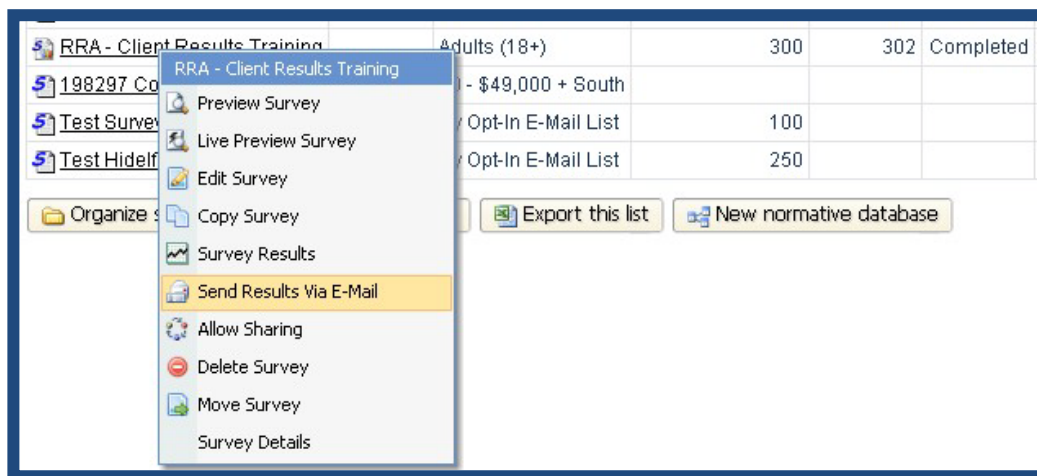 RRA - Client Results Training Adults (18+) 300 302 Completed
RRA - Client Results Training
198297 Co - $49,000 + South
Preview Survey
Test Survey Opt-In E-Mail List 100
Live Preview Survey
Test Hidelf Opt-In E-Mail List 250
Edit Survey
Organize Export this list New normative database
Copy Survey
Survey Results
Send Results Via E-Mail
Allow Sharing
Delete Survey
Move Survey
Survey Details